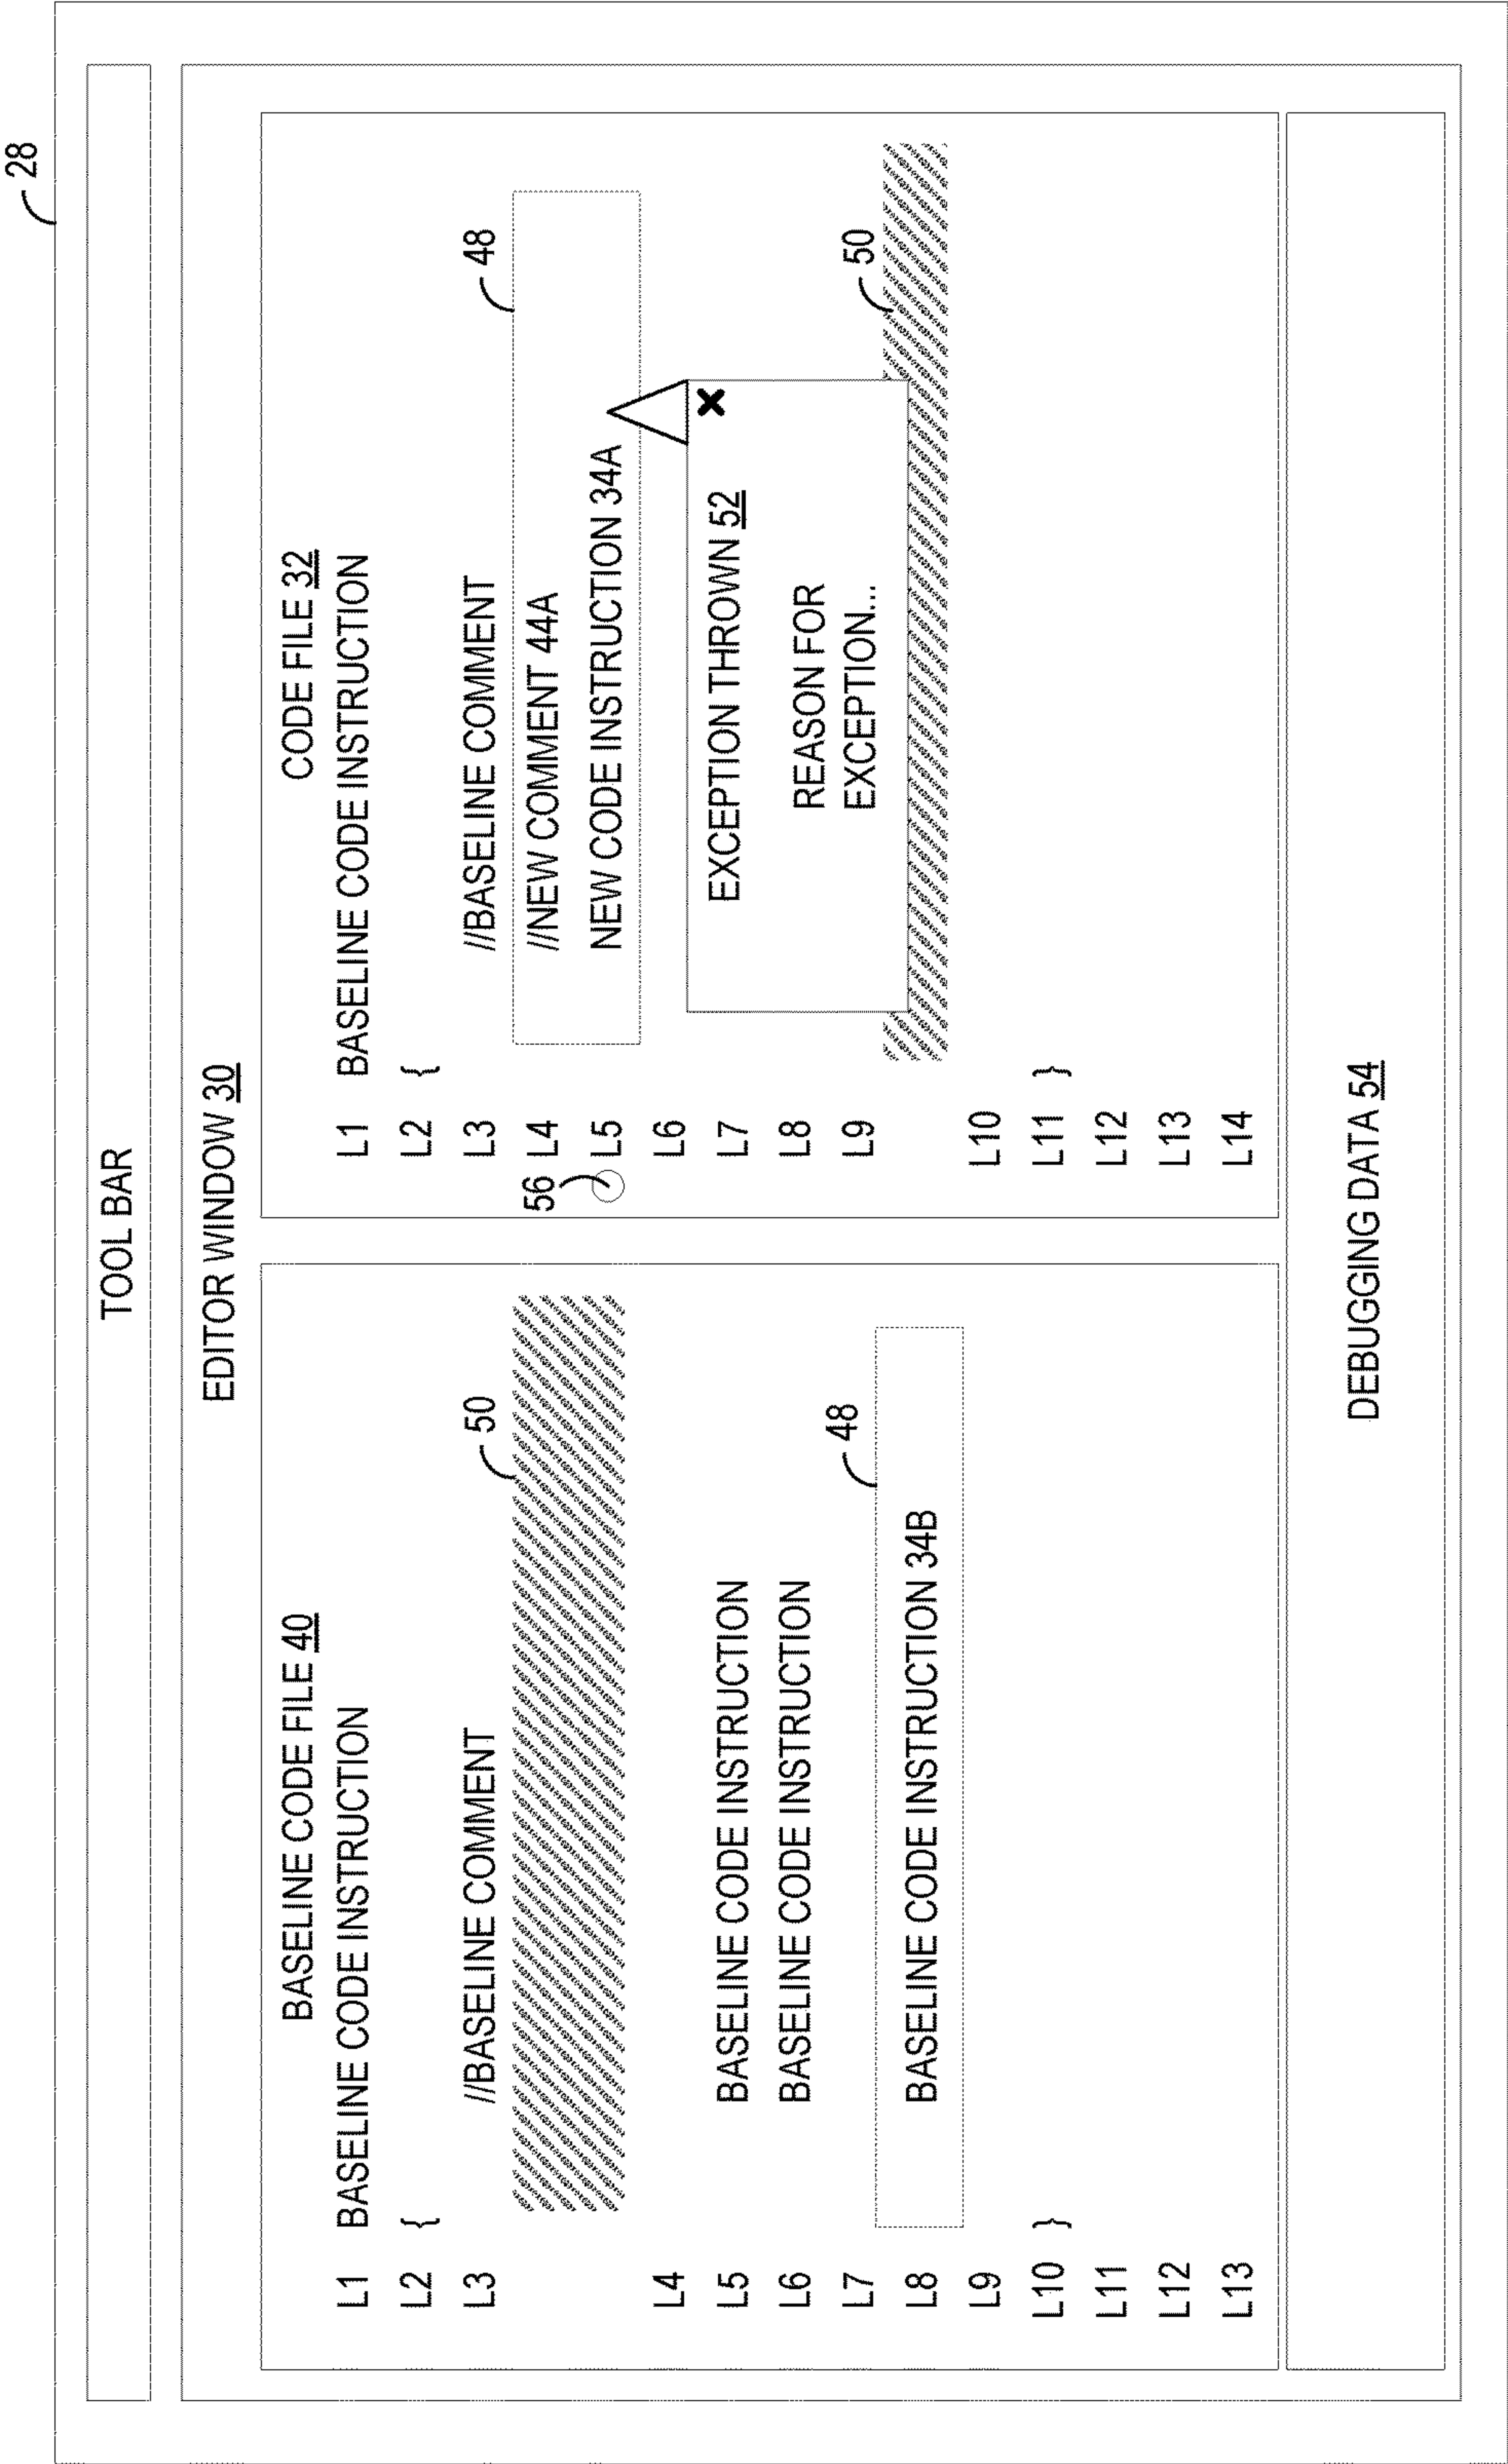 28
TOOL BAR
EDITOR WINDOW 30
BASELINE CODE FILE 40
L1 BASELINE CODE INSTRUCTION
L2 {
L3 //BASELINE COMMENT
50
L4
L5 BASELINE CODE INSTRUCTION
L6 BASELINE CODE INSTRUCTION
L7
48
L8 BASELINE CODE INSTRUCTION 34B
L9
L10 }
L11
L12
L13
CODE FILE 32
L1 BASELINE CODE INSTRUCTION
L2 {
L3 //BASELINE COMMENT
48
L4 //NEW COMMENT 44A
56
L5 NEW CODE INSTRUCTION 34A
L6
L7 EXCEPTION THROWN 52
L8 REASON FOR
L9 EXCEPTION...
50
L10
L11 }
L12
L13
L14
DEBUGGING DATA 54